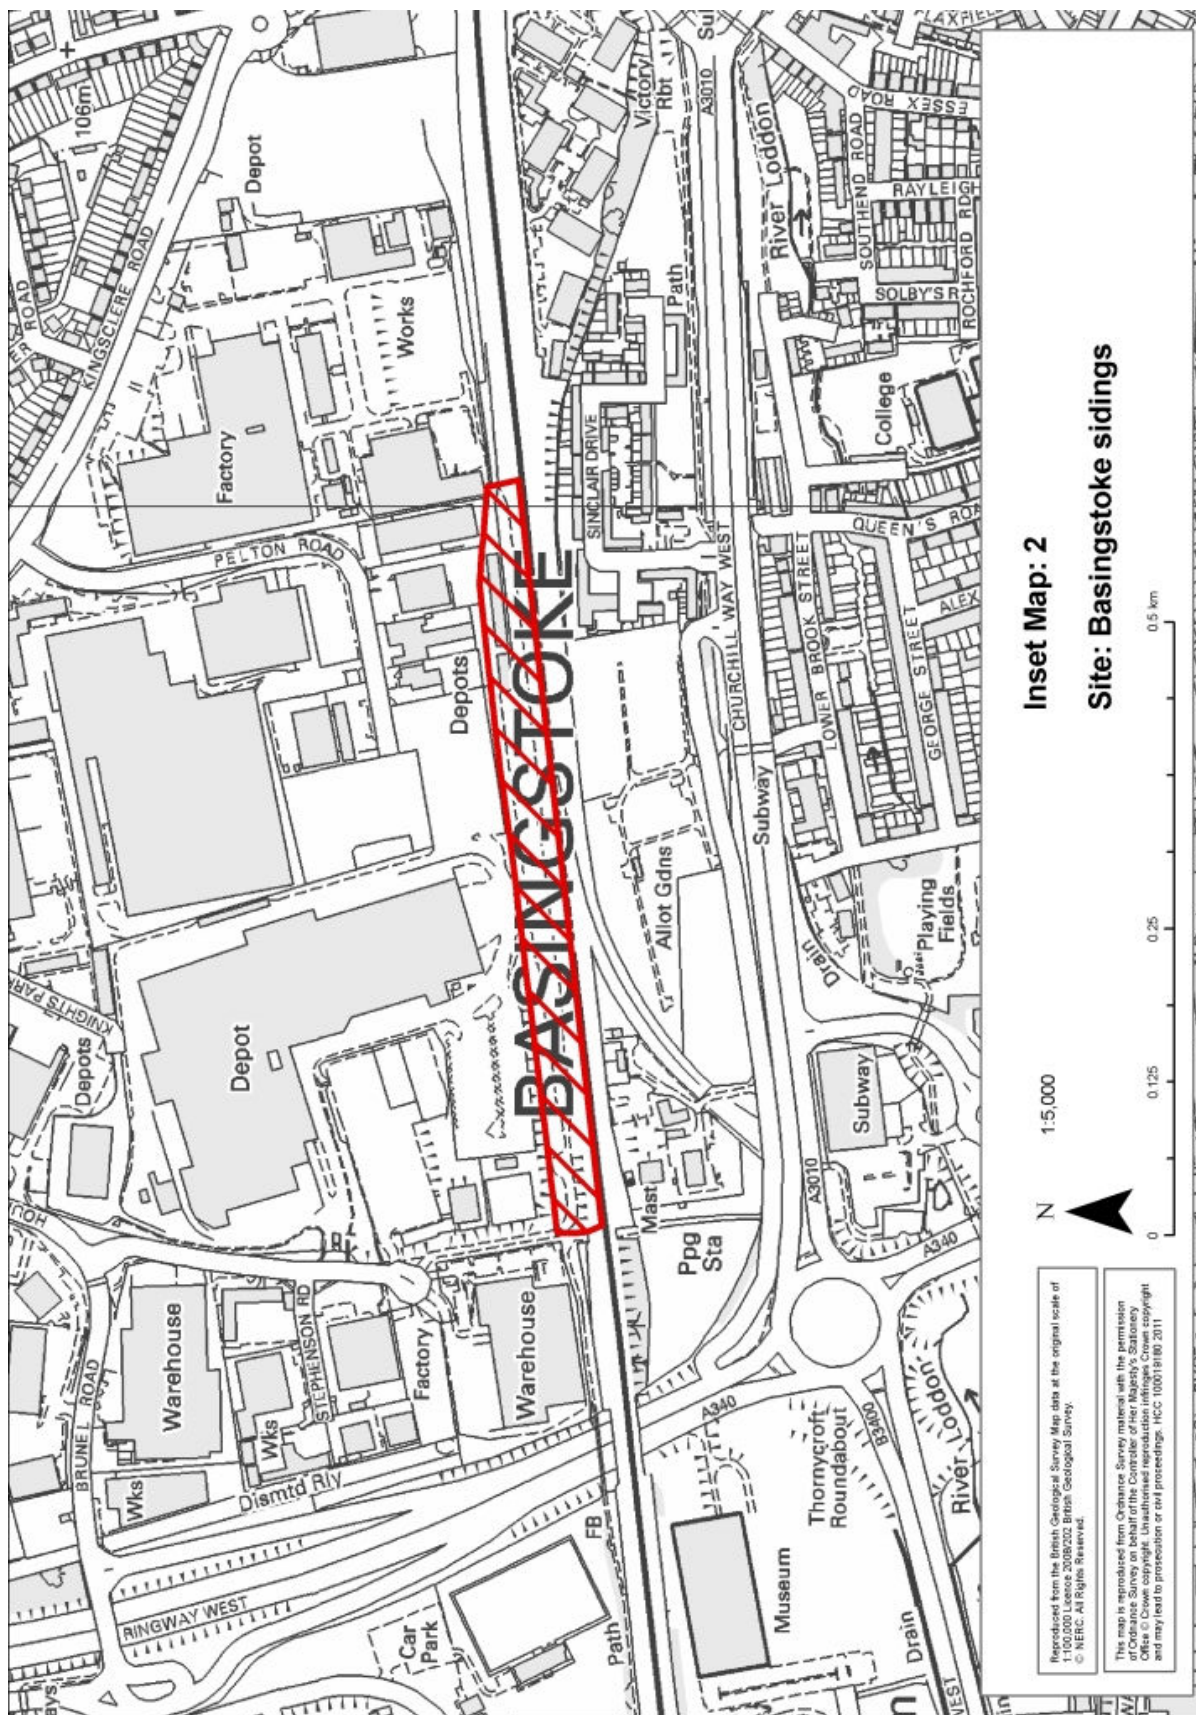 106m
KINGSCLERE ROAD
Depot
Victory
Rbt
A3010
River Loddon
ESSEX ROAD
SOUTHEND ROAD
RAYLEIGH
ROCHFORD RD
SOLBY'S R
Works
Factory
PELTON ROAD
Path
SINCLAIR DRIVE
College
QUEEN'S ROA
CHURCHILL WAY WEST
LOWER BROOK STREET
GEORGE STREET
ALEX
Depots
BASINGSTOKE
Allot Gdns
Subway
Playing
Fields
Drain
KNIGHTS PARK
Depots
Depot
Subway
A3010
A340
Mast
Ppg
Sta
BRUNEL ROAD
Warehouse
Wks
STEPHENSON RD
Factory
Warehouse
Wks
Dismtd Rly
RINGWAY WEST
A340
Thornycroft
Roundabout
B3400
River Loddon
FB
Car
Park
Path
Museum
Drain
Inset Map: 2
Site: Basingstoke sidings
N
1:5,000
0
0.125
0.25
0.5 km
Reproduced from the British Geological Survey Map data at the original scale of
1:100,000 Licence 2008/202 British Geological Survey.
© NERC. All Rights Reserved.
This map is reproduced from Ordnance Survey material with the permission
of Ordnance Survey on behalf of the Controller of Her Majesty's Stationery
Office © Crown copyright. Unauthorised reproduction infringes Crown copyright
and may lead to prosecution or civil proceedings. HCC 100019180 2011